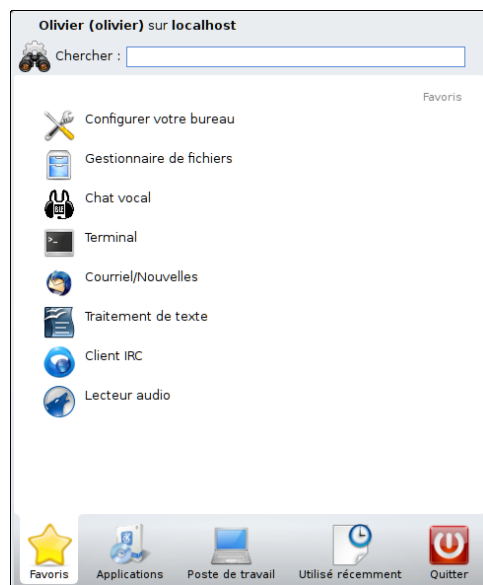 Olivier (olivier) sur localhost
Chercher :
Favoris
Configurer votre bureau
Gestionnaire de fichiers
Chat vocal
Terminal
Courriel/Nouvelles
Traitement de texte
Client IRC
Lecteur audio
Favoris Applications Poste de travail Utilisé récemment Quitter